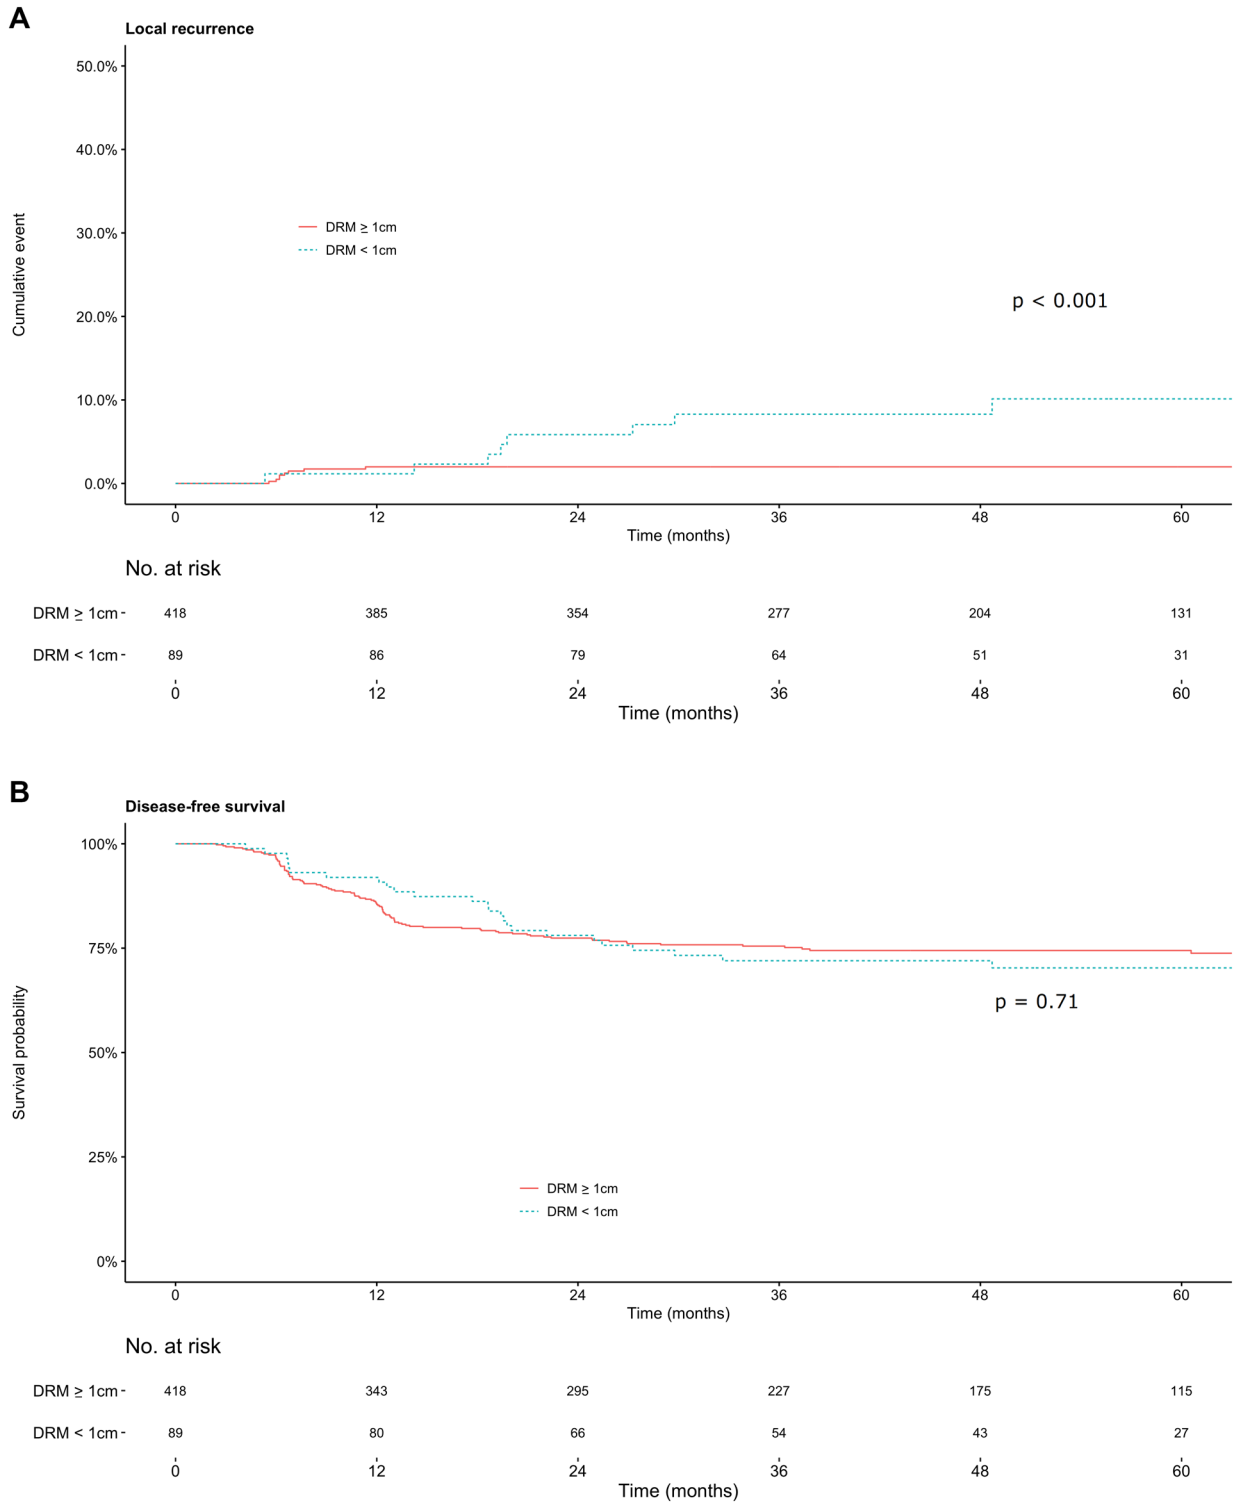 A
Local recurrence
50.0%
40.0%
30.0%
20.0%
10.0%
0.0%
Cumulative event
DRM ≥ 1cm
DRM < 1cm
p < 0.001
0 12 24 36 48 60
Time (months)
No. at risk
DRM ≥ 1cm 418 385 354 277 204 131
DRM < 1cm 89 86 79 64 51 31
0 12 24 36 48 60
Time (months)
B
Disease-free survival
100%
75%
50%
25%
0%
Survival probability
p = 0.71
DRM ≥ 1cm
DRM < 1cm
0 12 24 36 48 60
Time (months)
No. at risk
DRM ≥ 1cm 418 343 295 227 175 115
DRM < 1cm 89 80 66 54 43 27
0 12 24 36 48 60
Time (months)